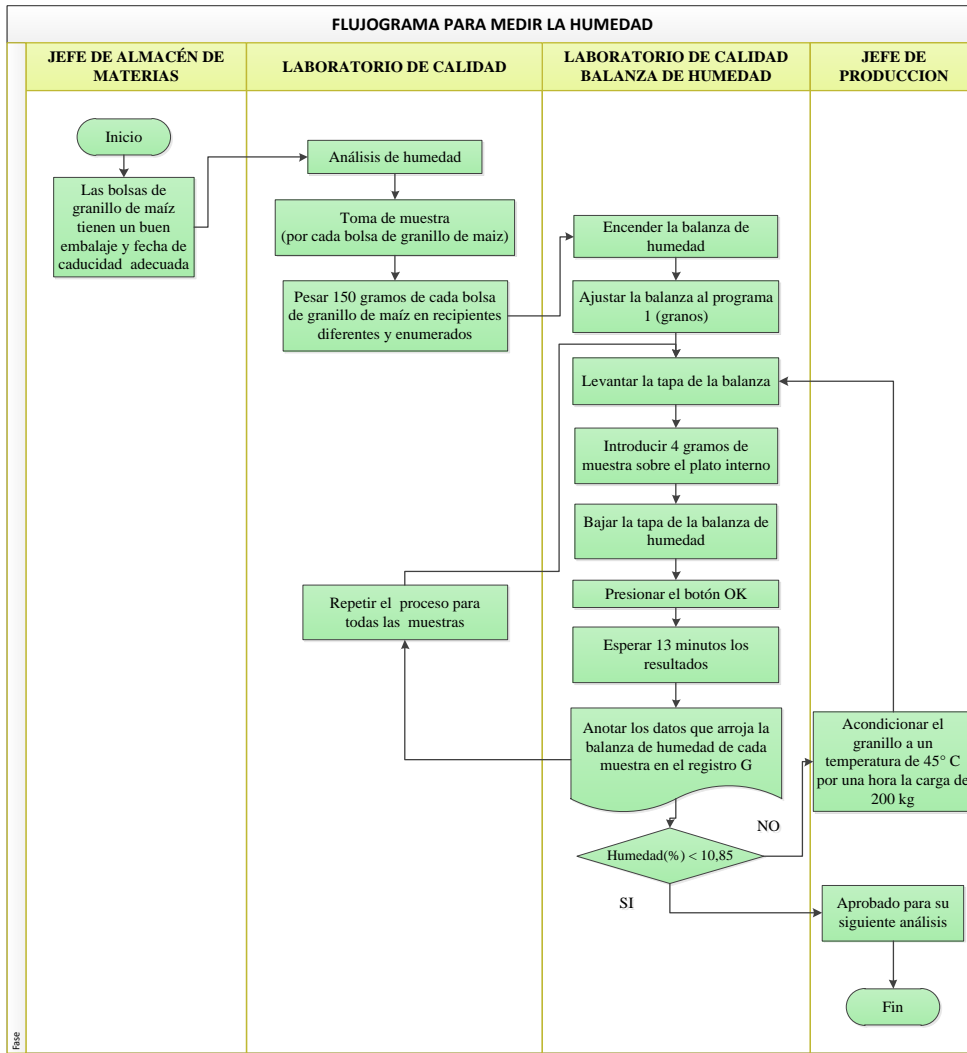 FLUJOGRAMA PARA MEDIR LA HUMEDAD
JEFE DE ALMACÉN DE
MATERIAS
LABORATORIO DE CALIDAD
LABORATORIO DE CALIDAD
BALANZA DE HUMEDAD
JEFE DE
PRODUCCION
Inicio
Las bolsas de
granillo de maíz
tienen un buen
embalaje y fecha de
caducidad adecuada
Análisis de humedad
Toma de muestra
(por cada bolsa de granillo de maiz)
Pesar 150 gramos de cada bolsa
de granillo de maíz en recipientes
diferentes y enumerados
Encender la balanza de
humedad
Ajustar la balanza al programa
1 (granos)
Levantar la tapa de la balanza
Introducir 4 gramos de
muestra sobre el plato interno
Bajar la tapa de la balanza de
humedad
Presionar el botón OK
Esperar 13 minutos los
resultados
Anotar los datos que arroja la
balanza de humedad de cada
muestra en el registro G
Repetir el proceso para
todas las muestras
Humedad(%) < 10,85
NO
SI
Acondicionar el
granillo a un
temperatura de 45° C
por una hora la carga de
200 kg
Aprobado para su
siguiente análisis
Fin
Fase